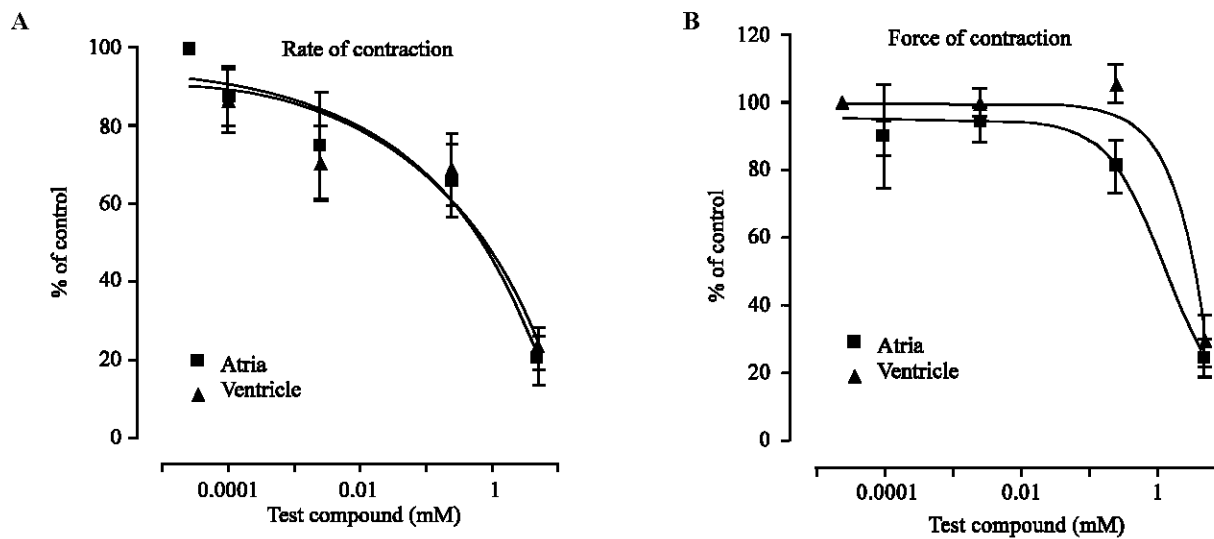 A
Rate of contraction
100
80
60
40
20
0
% of control
Atria
Ventricle
0.0001 0.01 1
Test compound (mM)
B
Force of contraction
120
100
80
60
40
20
0
% of control
Atria
Ventricle
0.0001 0.01 1
Test compound (mM)